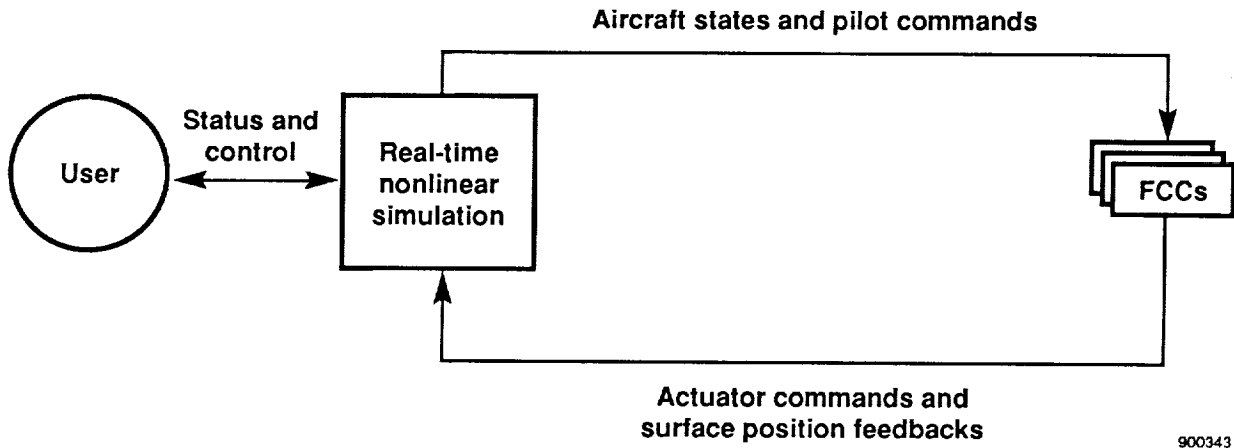 Aircraft states and pilot commands
Status and
control
User
Real-time
nonlinear
simulation
FCCs
Actuator commands and
surface position feedbacks
900343